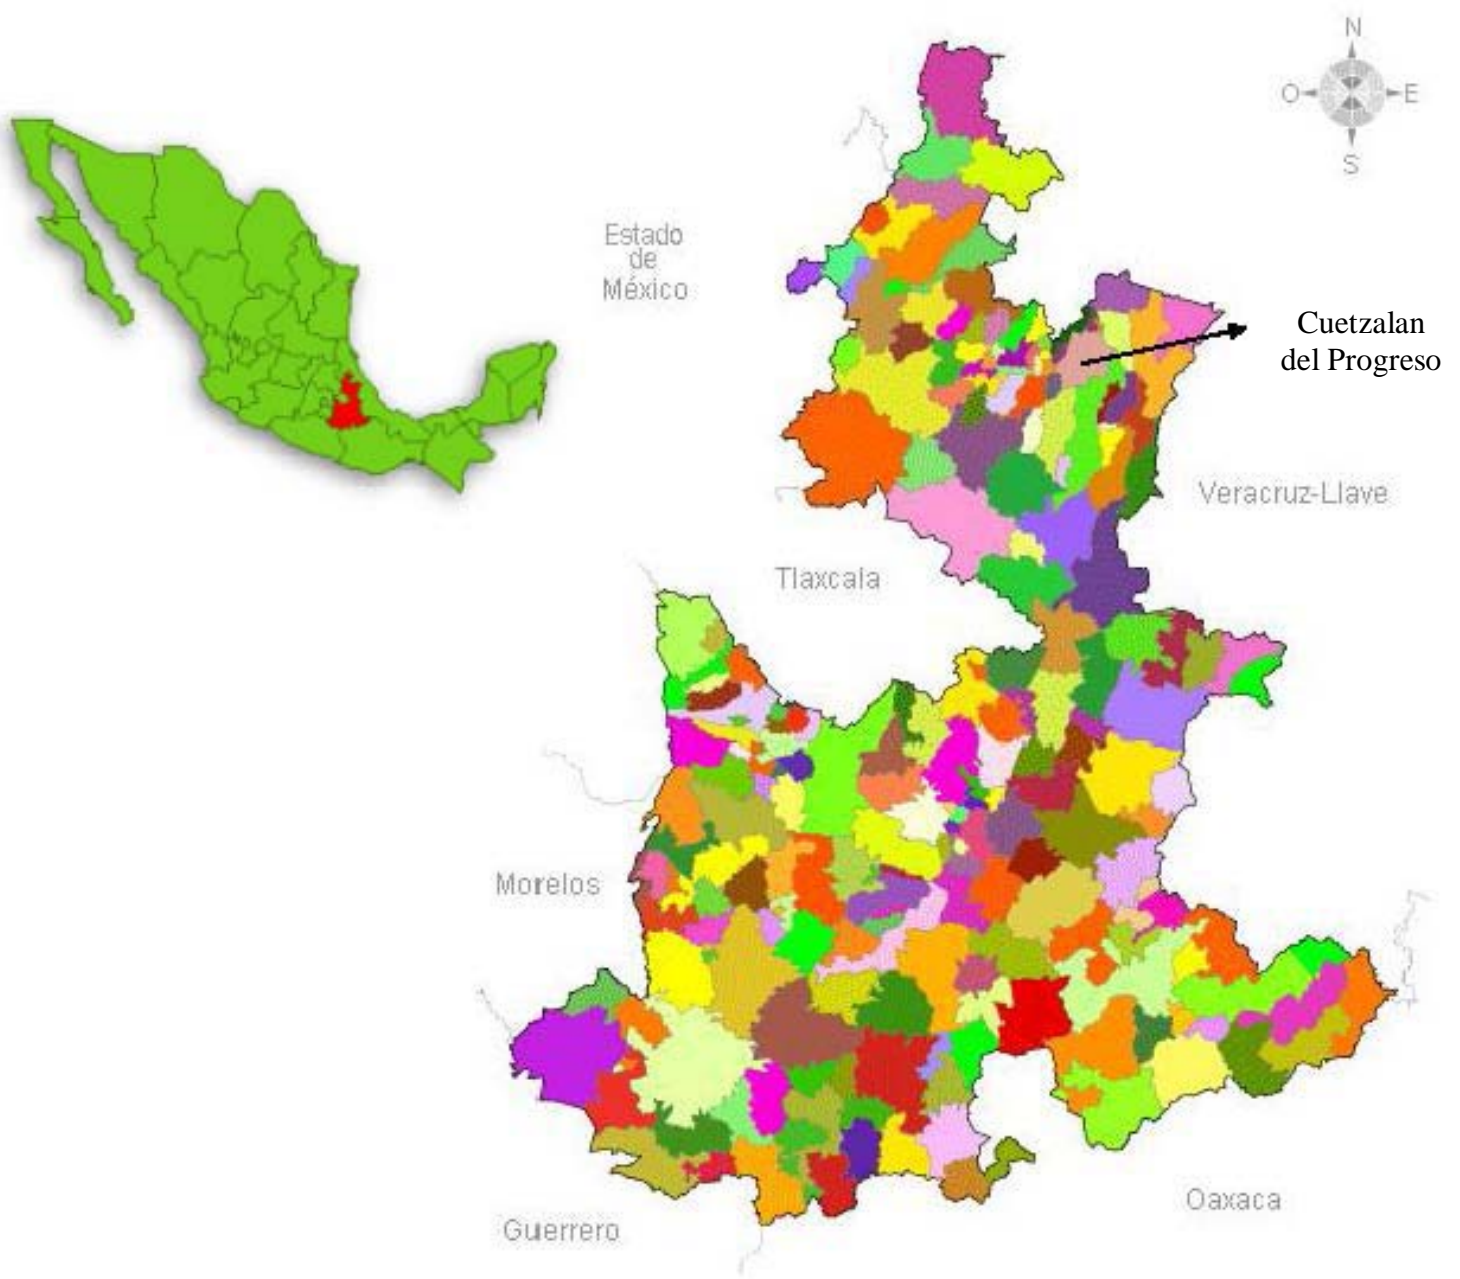 N
O
E
S
Estado
de
México
Cuetzalan
del Progreso
Veracruz-Llave
Tlaxcala
Morelos
Oaxaca
Guerrero